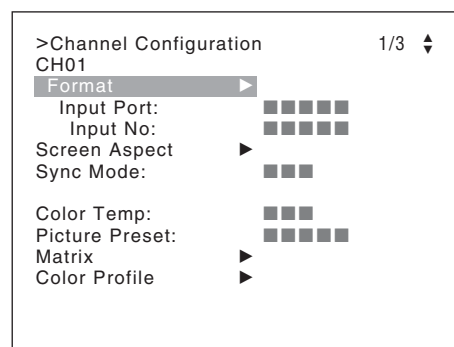 >Channel Configuration 1/3
CH01
Format
Input Port:
Input No:
Screen Aspect
Sync Mode:
Color Temp:
Picture Preset:
Matrix
Color Profile